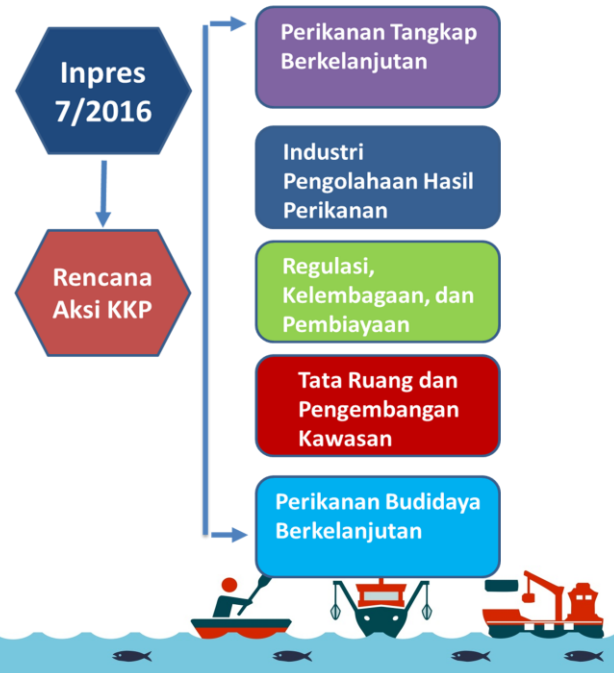 Inpres
7/2016
Rencana
Aksi KKP
Perikanan Tangkap
Berkelanjutan
Industri
Pengolahaan Hasil
Perikanan
Regulasi,
Kelembagaan, dan
Pembiayaan
Tata Ruang dan
Pengembangan
Kawasan
Perikanan Budidaya
Berkelanjutan